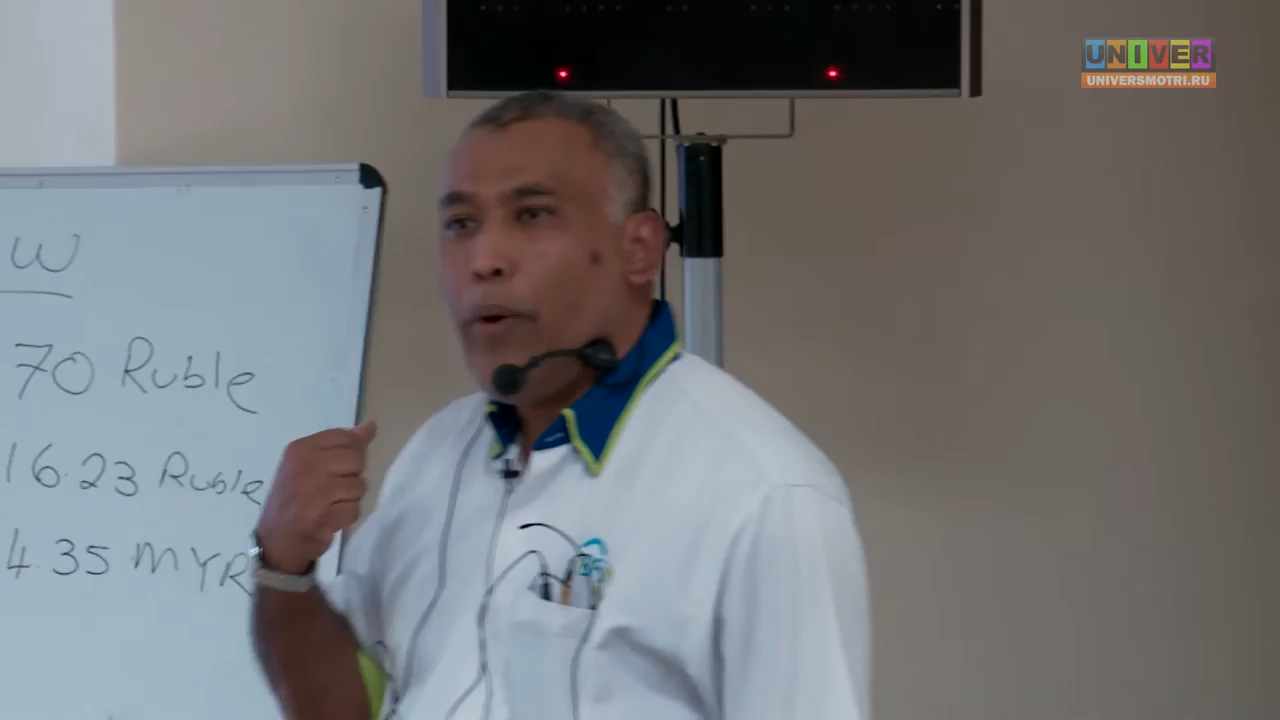 UNIVER
UNIVERSMOTRI.RU
W
70 Ruble
16.23 Ruble
4.35 MYR